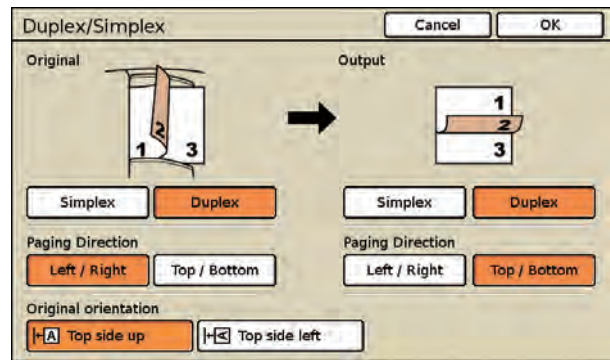 Duplex/Simplex
Cancel
OK
Original
Output
1
2
3
1
2
3
Simplex
Duplex
Simplex
Duplex
Paging Direction
Paging Direction
Left / Right
Top / Bottom
Left / Right
Top / Bottom
Original orientation
A Top side up
A Top side left